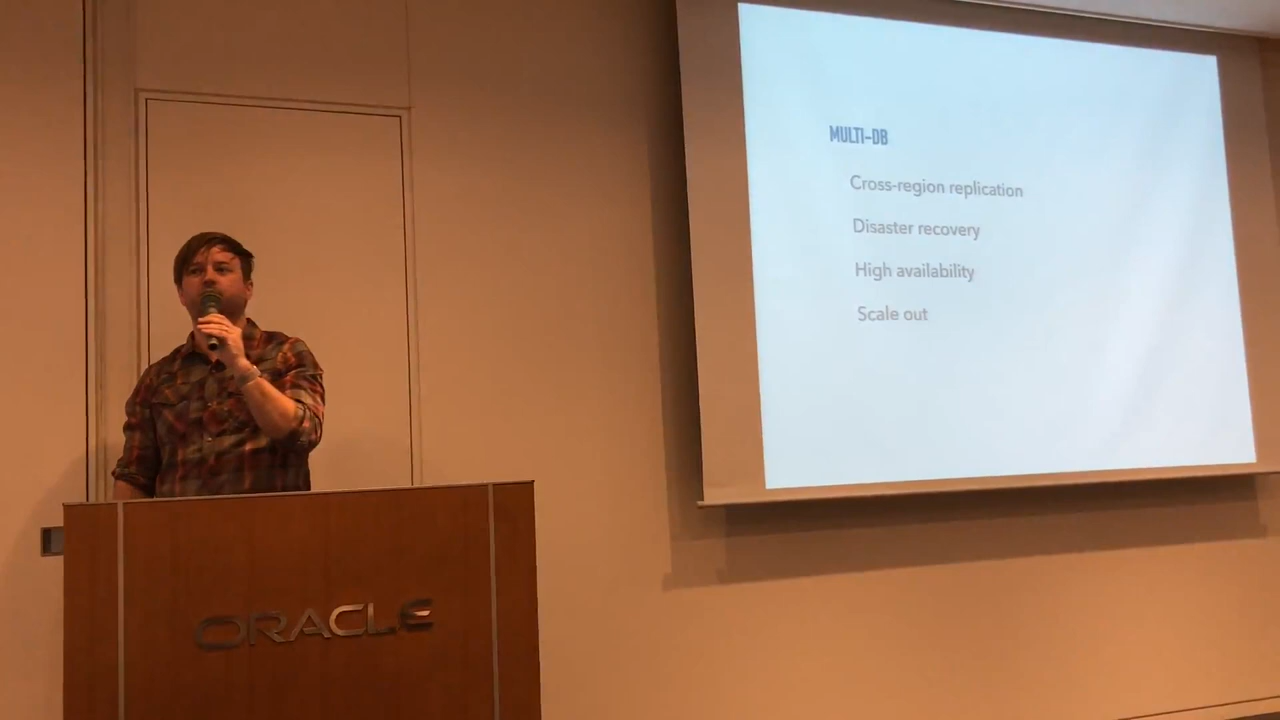 MULTI-DB
Cross-region replication
Disaster recovery
High availability
Scale out
ORACLE